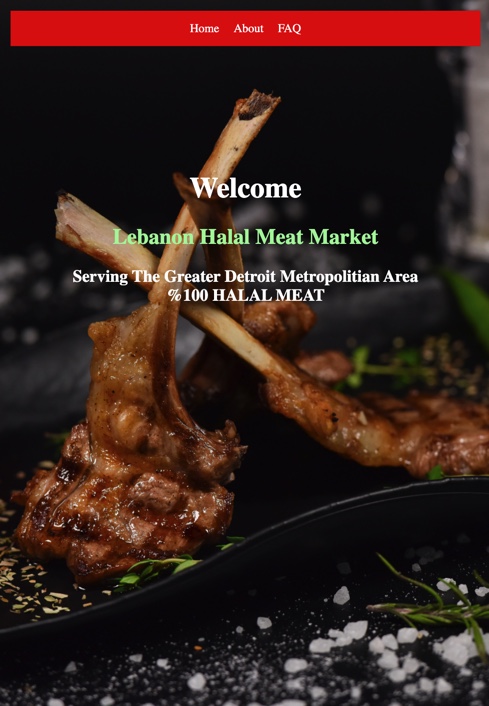 Home About FAQ
Welcome
Lebanon Halal Meat Market
Serving The Greater Detroit Metropolitian Area
%100 HALAL MEAT